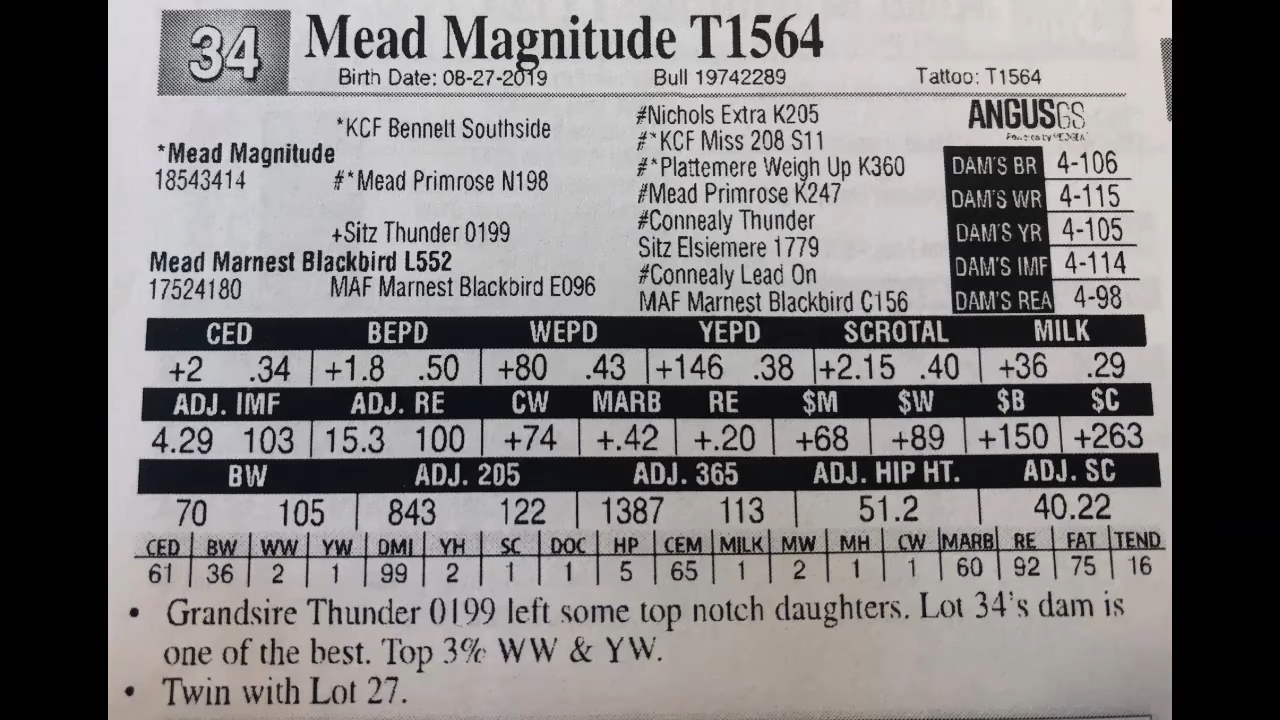 34 Mead Magnitude T1564
Birth Date: 08-27-2019 Bull 19742289 Tattoo: T1564
#Nichols Extra K205
*KCF Bennett Southside
#*KCF Miss 208 S11
*Mead Magnitude
18543414 #*Mead Primrose N198
#*Plattemere Weigh Up K360
#Mead Primrose K247
+Sitz Thunder 0199
#Connealy Thunder
Sitz Elsiemere 1779
Mead Marnest Blackbird L552
17524180 MAF Marnest Blackbird E096
#Connealy Lead On
MAF Marnest Blackbird C156
ANGUSGS
Powered by
DAM'S BR 4-106
DAM'S WR 4-115
DAM'S YR 4-105
DAM'S IMF 4-114
DAM'S REA 4-98
CED BEPD WEPD YEPD SCROTAL MILK
+2 .34 +1.8 .50 +80 .43 +146 .38 +2.15 .40 +36 .29
ADJ. IMF ADJ. RE CW MARB RE $M $W $B $C
4.29 103 15.3 100 +74 +.42 +.20 +68 +89 +150 +263
BW ADJ. 205 ADJ. 365 ADJ. HIP HT. ADJ. SC
70 105 843 122 1387 113 51.2 40.22
CED BW WW YW DMI YH SC DOC HP CEM MILK MW MH CW MARB RE FAT TEND
61 36 2 1 99 2 1 1 5 65 1 2 1 1 60 92 75 16
• Grandsire Thunder 0199 left some top notch daughters. Lot 34's dam is
one of the best. Top 3% WW & YW.
• Twin with Lot 27.